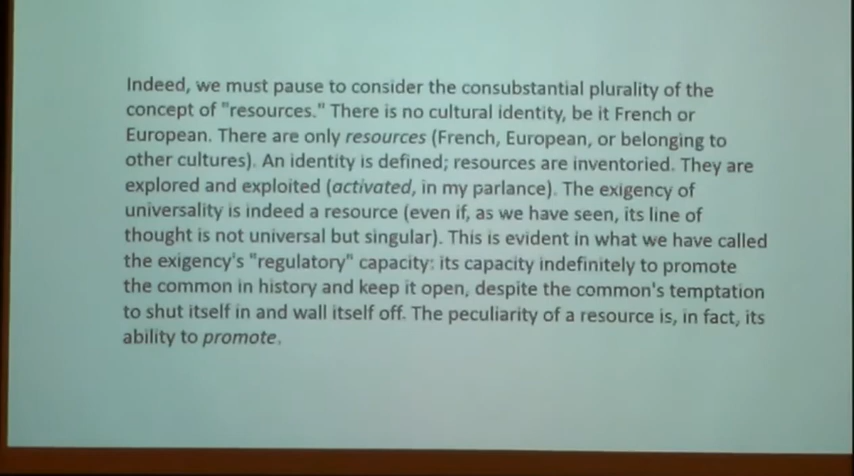 Indeed, we must pause to consider the consubstantial plurality of the
concept of "resources." There is no cultural identity, be it French or
European. There are only resources (French, European, or belonging to
other cultures). An identity is defined; resources are inventoried. They are
explored and exploited (activated, in my parlance). The exigency of
universality is indeed a resource (even if, as we have seen, its line of
thought is not universal but singular). This is evident in what we have called
the exigency's "regulatory" capacity: its capacity indefinitely to promote
the common in history and keep it open, despite the common's temptation
to shut itself in and wall itself off. The peculiarity of a resource is, in fact, its
ability to promote.